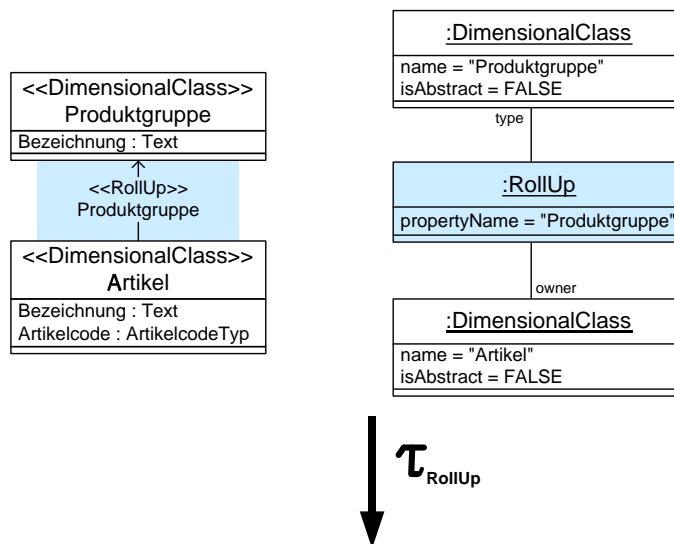 <<DimensionalClass>>
Produktgruppe
Bezeichnung : Text
<<RollUp>>
Produktgruppe
<<DimensionalClass>>
Artikel
Bezeichnung : Text
Artikelcode : ArtikelcodeTyp
:DimensionalClass
name = "Produktgruppe"
isAbstract = FALSE
type
:RollUp
propertyName = "Produktgruppe"
owner
:DimensionalClass
name = "Artikel"
isAbstract = FALSE
τ RollUp